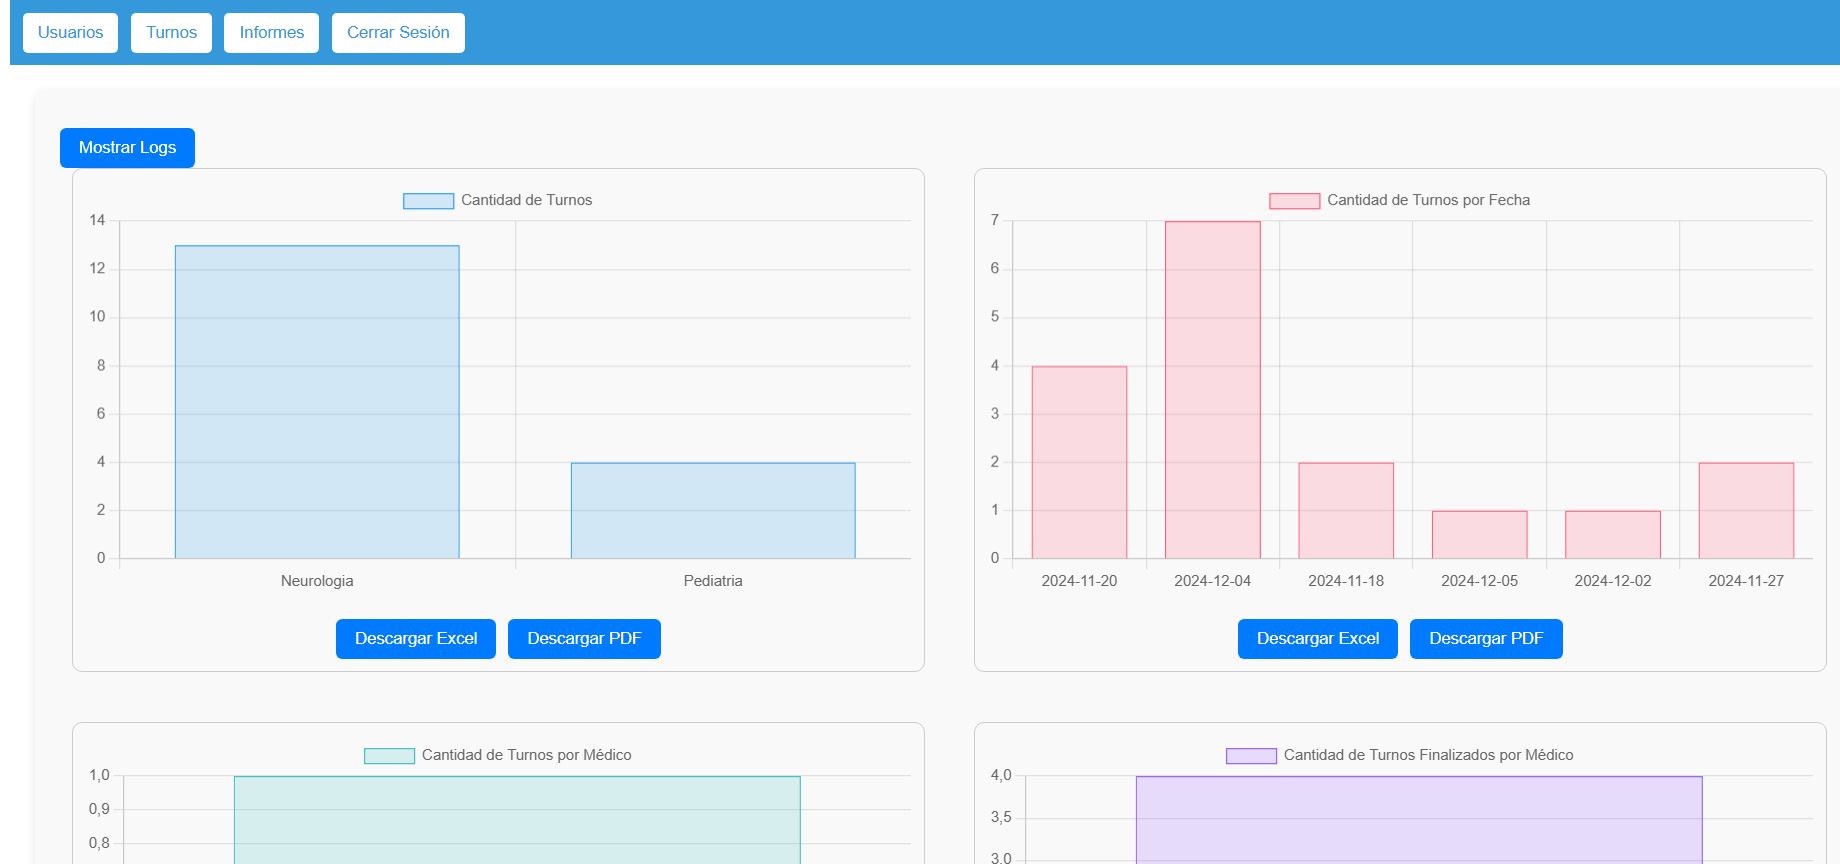 Usuarios Turnos Informes Cerrar Sesión
Mostrar Logs
Cantidad de Turnos
14
12
10
8
6
4
2
0
Neurologia Pediatria
Descargar Excel Descargar PDF
Cantidad de Turnos por Fecha
7
6
5
4
3
2
1
0
2024-11-20 2024-12-04 2024-11-18 2024-12-05 2024-12-02 2024-11-27
Descargar Excel Descargar PDF
Cantidad de Turnos por Médico
1,0
0,9
0,8
Cantidad de Turnos Finalizados por Médico
4,0
3,5
3,0